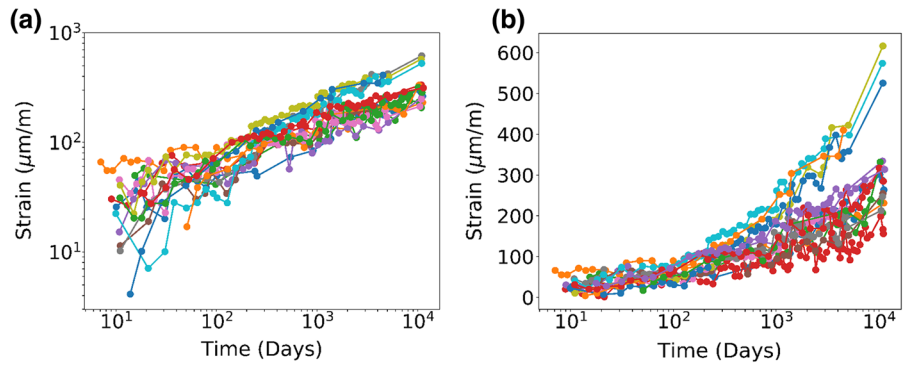 (a)
10³
10²
10¹
Strain (μm/m)
10¹ 10² 10³ 10⁴
Time (Days)
(b)
600
500
400
300
200
100
0
Strain (μm/m)
10¹ 10² 10³ 10⁴
Time (Days)